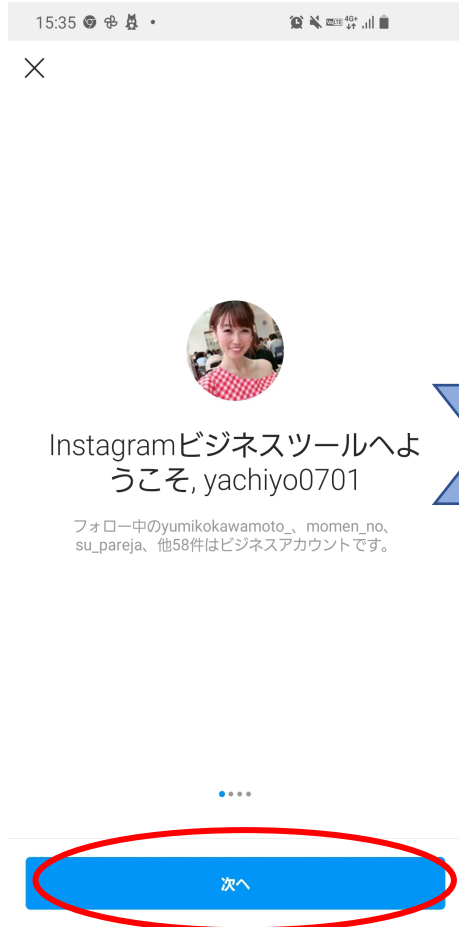 15:35
4G+
Instagramビジネスツールへよ
うこそ, yachiyo0701
フォロー中のyumikokawamoto_、momen_no、
su_pareja、他58件はビジネスアカウントです。
次へ